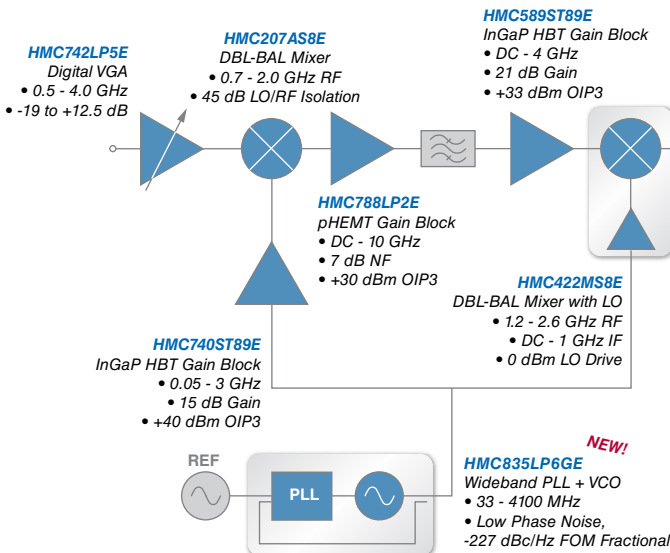 HMC742LP5E
Digital VGA
• 0.5 - 4.0 GHz
• -19 to +12.5 dB
HMC207AS8E
DBL-BAL Mixer
• 0.7 - 2.0 GHz RF
• 45 dB LO/RF Isolation
HMC589ST89E
InGaP HBT Gain Block
• DC - 4 GHz
• 21 dB Gain
• +33 dBm OIP3
HMC788LP2E
pHEMT Gain Block
• DC - 10 GHz
• 7 dB NF
• +30 dBm OIP3
HMC422MS8E
DBL-BAL Mixer with LO
• 1.2 - 2.6 GHz RF
• DC - 1 GHz IF
• 0 dBm LO Drive
HMC740ST89E
InGaP HBT Gain Block
• 0.05 - 3 GHz
• 15 dB Gain
• +40 dBm OIP3
REF
PLL
NEW!
HMC835LP6GE
Wideband PLL + VCO
• 33 - 4100 MHz
• Low Phase Noise,
-227 dBc/Hz FOM Fractional